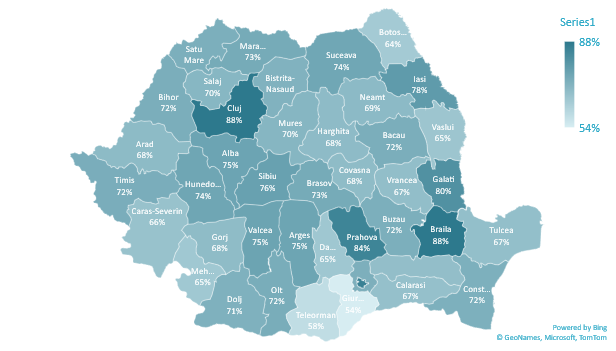 Series1
88%
54%
Botos...
64%
Satu
Mare
Mara...
73%
Suceava
74%
Iasi
78%
Salaj
70%
Bistrita-
Nasaud
Bihor
72%
Neamt
69%
Cluj
88%
Mures
70%
Harghita
68%
Bacau
72%
Vaslui
65%
Arad
68%
Alba
75%
Timis
72%
Hunedo...
74%
Sibiu
76%
Brasov
73%
Covasna
68%
Vrancea
67%
Galati
80%
Caras-Severin
66%
Gorj
68%
Valcea
75%
Arges
75%
Da...
65%
Prahova
84%
Buzau
72%
Braila
88%
Tulcea
67%
Meh...
65%
Dolj
71%
Olt
72%
Teleorman
58%
Giur...
54%
Calarasi
67%
Const...
72%
Powered by Bing
© GeoNames, Microsoft, TomTom